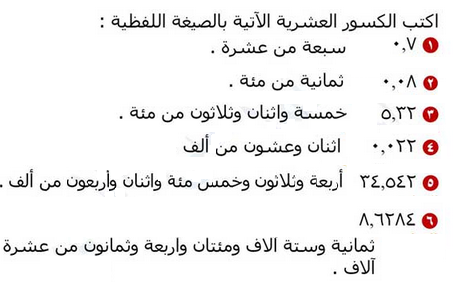 اكتب الكسور العشرية الآتية بالصيغة اللفظية :
١ ٠,٧ سبعة من عشرة .
٢ ٠,٠٨ ثمانية من مئة .
٣ ٥,٣٢ خمسة واثنان وثلاثون من مئة .
٤ ٠,٠٢٢ اثنان وعشون من ألف
٥ ٣٤,٥٤٢ أربعة وثلاثون وخمس مئة واثنان وأربعون من ألف .
٦ ٨,٦٢٨٤
ثمانية وستة الاف ومئتان واربعة وثمانون من عشرة
آلاف .